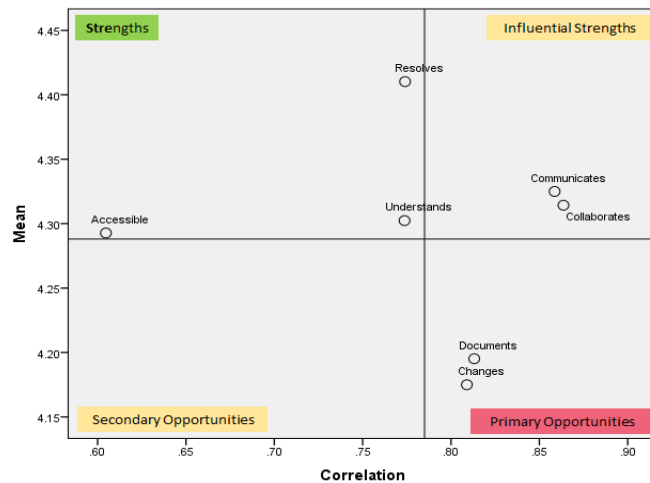 Strengths
Influential Strengths
4.45
Resolves
4.40
4.35
Communicates
Accessible
Understands
Collaborates
4.30
Mean
4.25
4.20
Documents
Changes
4.15
Secondary Opportunities
Primary Opportunities
.60
.65
.70
.75
.80
.85
.90
Correlation